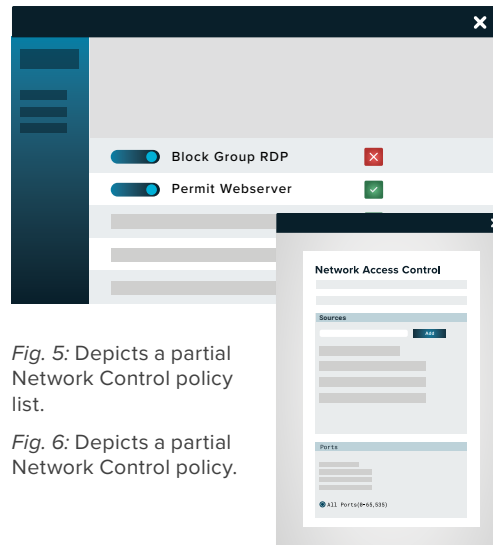 Block Group RDP
Permit Webserver
Network Access Control
Sources
Add
Ports
All Ports(0-65,535)
Fig. 5: Depicts a partial
Network Control policy
list.
Fig. 6: Depicts a partial
Network Control policy.